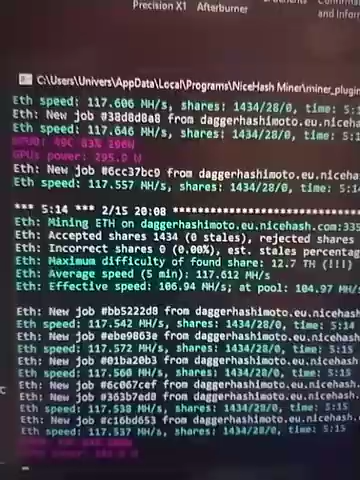 Precision X1 Afterburner
C:\Users\Univers\AppData\Local\Programs\NiceHash Miner\miner_plugin
Eth speed: 117.606 MH/s, shares: 1434/28/0, time: 5:1
Eth: New job #38d8d8a8 from daggerhashimoto.eu.niceha
Eth speed: 117.646 MH/s, shares: 1434/28/0, time: 5:1
GPU0: 49C 83% 296W
GPUs power: 295.9 W
Eth: New job #6cc37bc9 from daggerhashimoto.eu.niceha
Eth speed: 117.557 MH/s, shares: 1434/28/0, time: 5:14
*** 5:14 *** 2/15 20:08 **************************
Eth: Mining ETH on daggerhashimoto.eu.nicehash.com:335
Eth: Accepted shares 1434 (0 stales), rejected shares
Eth: Incorrect shares 0 (0.00%), est. stales percentag
Eth: Maximum difficulty of found share: 12.7 TH (!!!)
Eth: Average speed (5 min): 117.612 MH/s
Eth: Effective speed: 106.94 MH/s; at pool: 104.97 MH/s
Eth: New job #bb5222d8 from daggerhashimoto.eu.nicehas
Eth speed: 117.542 MH/s, shares: 1434/28/0, time: 5:14
Eth: New job #ebe9863e from daggerhashimoto.eu.nicehas
Eth speed: 117.572 MH/s, shares: 1434/28/0, time: 5:15
Eth: New job #01ba20b3 from daggerhashimoto.eu.nicehash
Eth speed: 117.560 MH/s, shares: 1434/28/0, time: 5:15
Eth: New job #6c067cef from daggerhashimoto.eu.nicehash.
Eth: New job #363b7ed8 from daggerhashimoto.eu.nicehash.
Eth speed: 117.538 MH/s, shares: 1434/28/0, time: 5:15
Eth: New job #c16bd653 from daggerhashimoto.eu.nicehash.
Eth speed: 117.537 MH/s, shares: 1434/28/0, time: 5:15